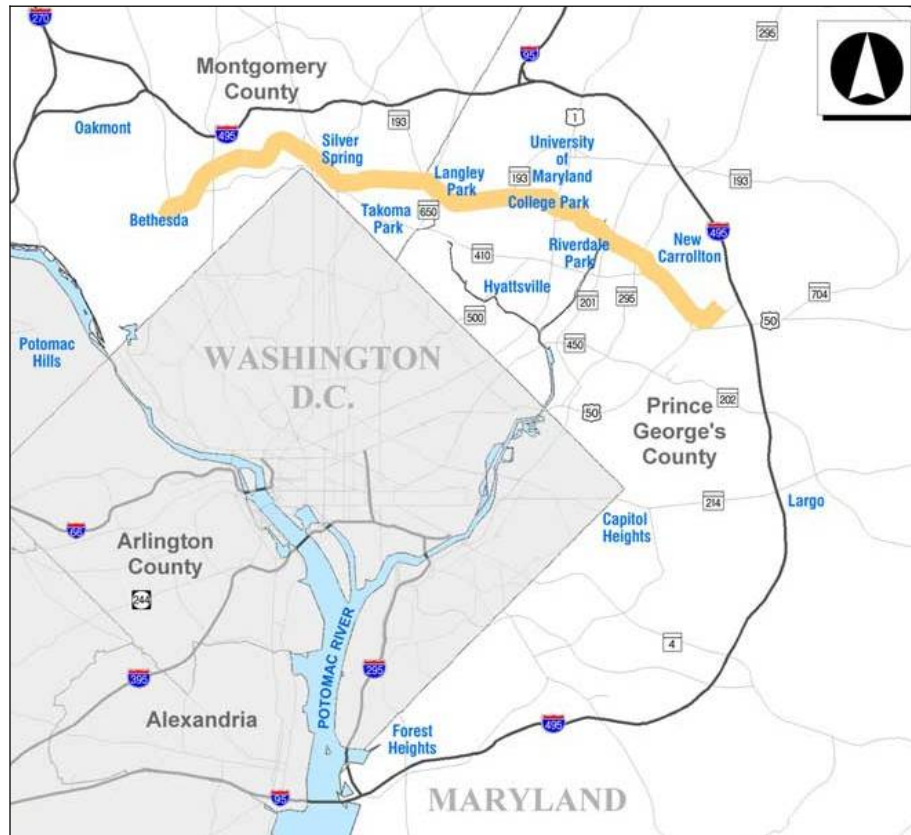 270
95
295
Montgomery
County
Oakmont
495
193
1
Silver
Spring
University
of
Maryland
Langley
Park
193
193
Bethesda
Takoma
Park
650
College Park
495
New
Carrollton
Riverdale
Park
410
Hyattsville
201
295
704
500
50
450
Potomac
Hills
WASHINGTON
D.C.
202
50
Prince
George's
County
214
Largo
Capitol
Heights
66
Arlington
County
244
POTOMAC RIVER
4
295
395
Alexandria
495
Forest
Heights
95
MARYLAND